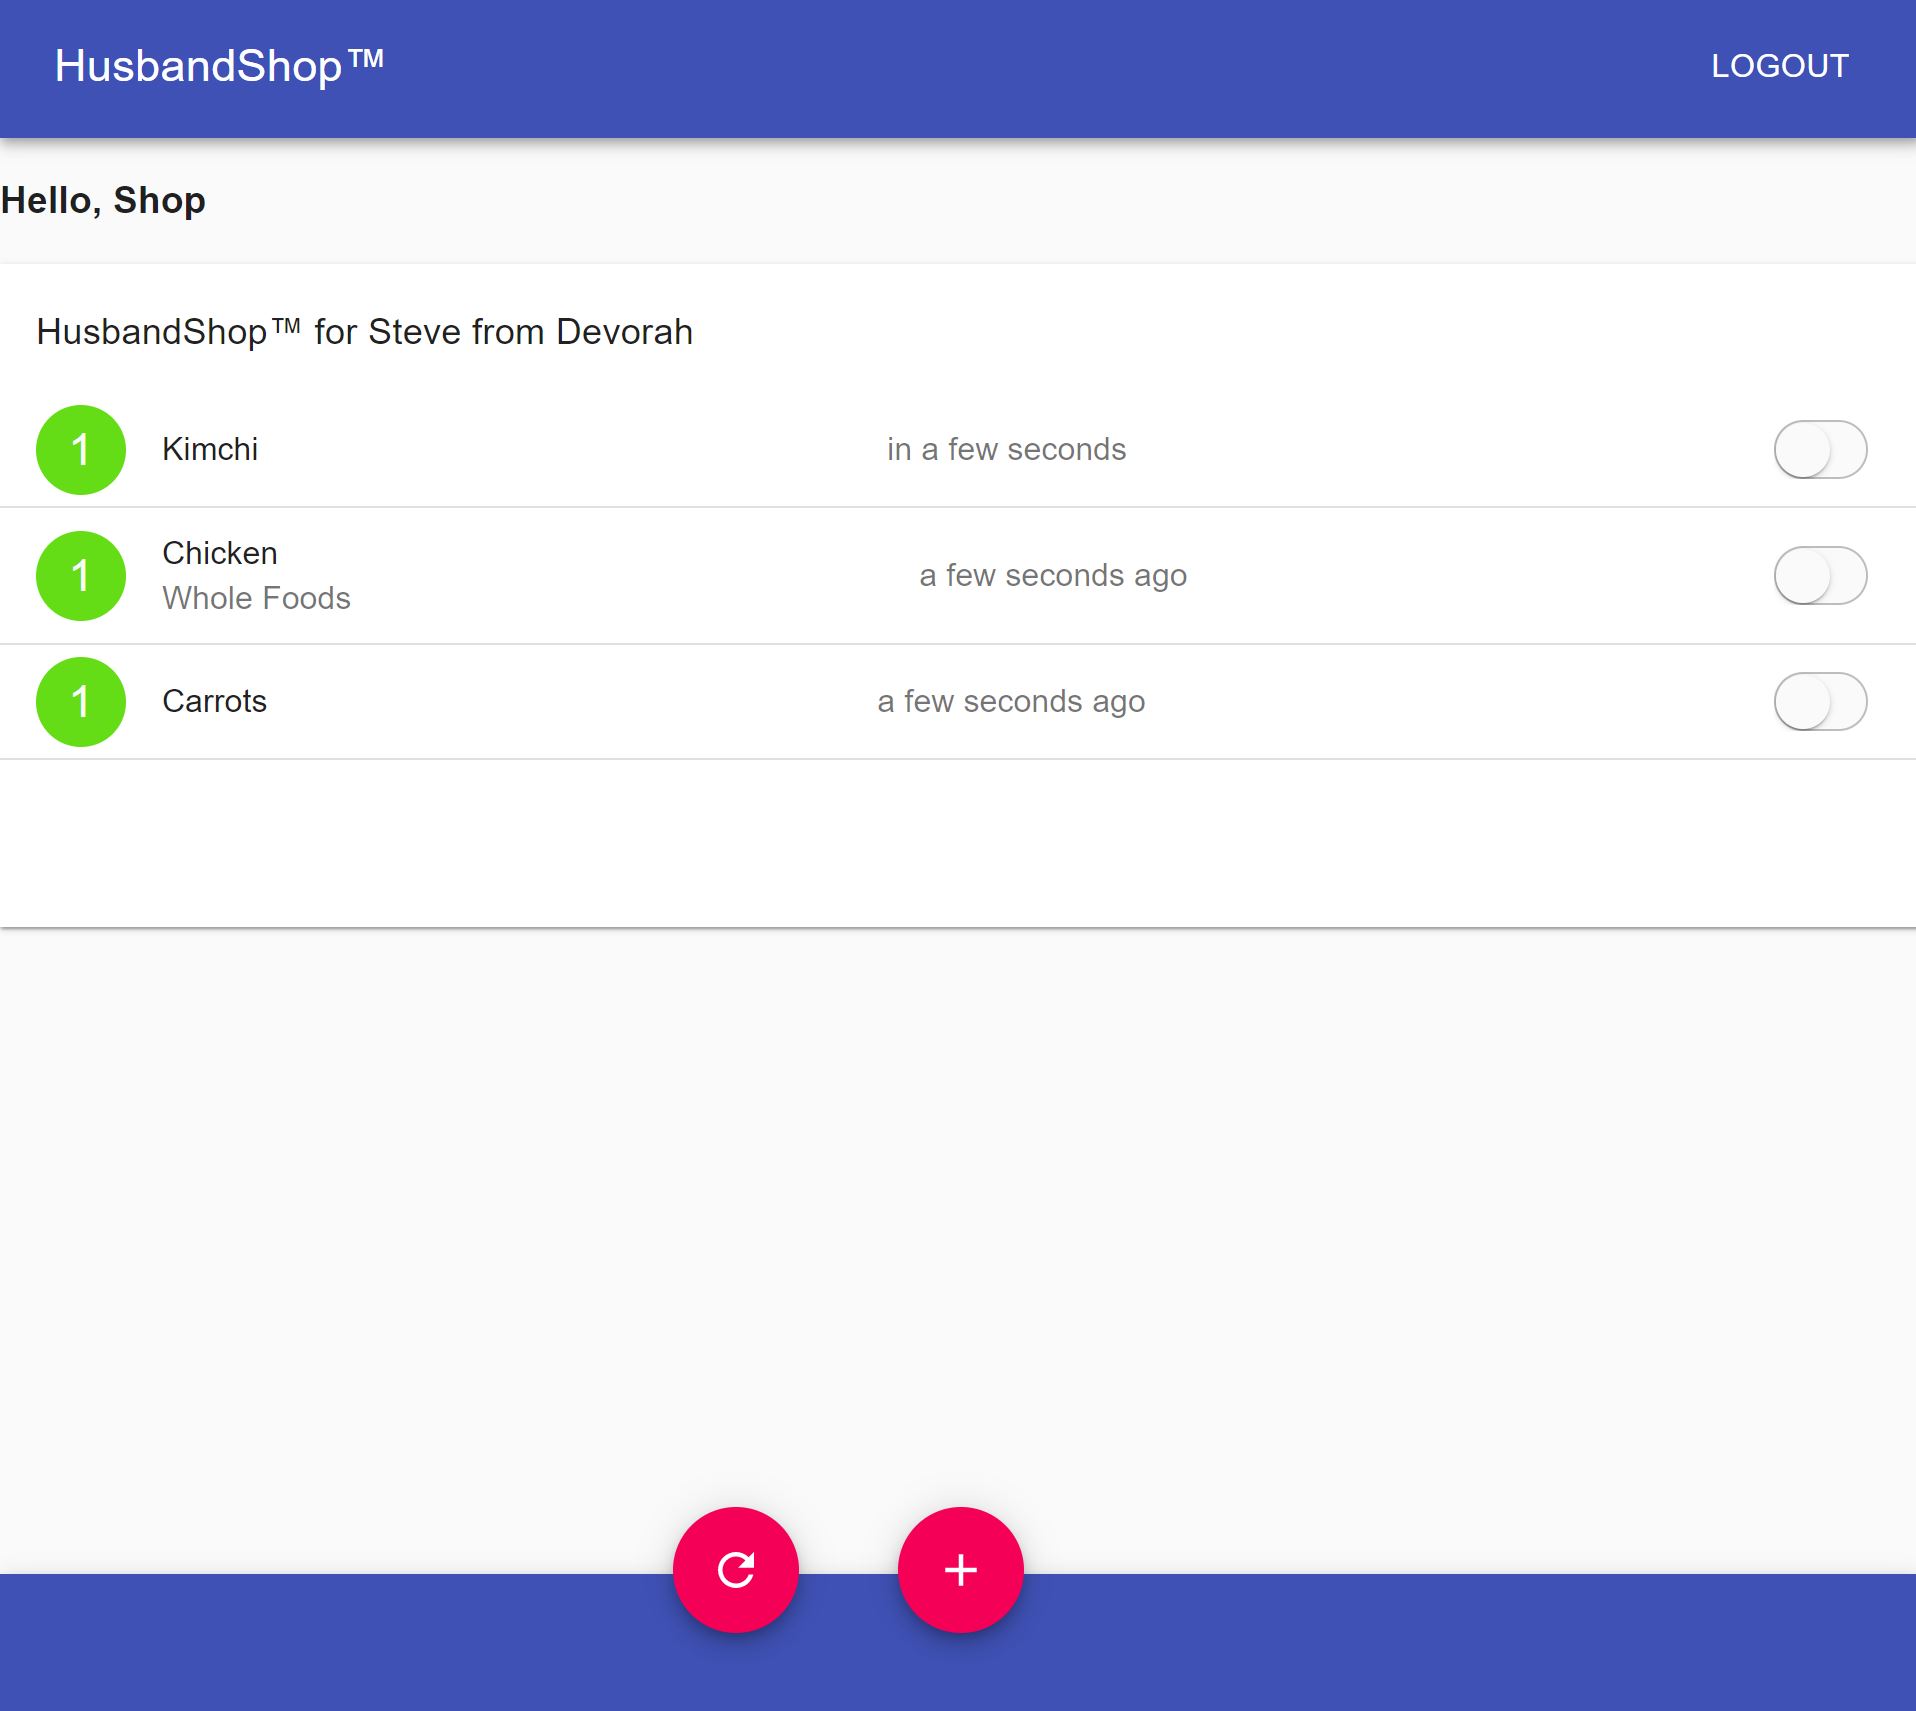 HusbandShop™ LOGOUT
Hello, Shop
HusbandShop™ for Steve from Devorah
1 Kimchi in a few seconds
1 Chicken a few seconds ago
Whole Foods
1 Carrots a few seconds ago